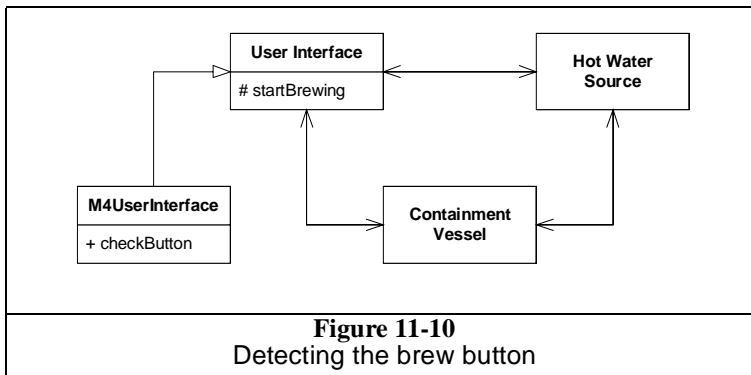 User Interface
# startBrewing
Hot Water
Source
M4UserInterface
+ checkButton
Containment
Vessel
Figure 11-10
Detecting the brew button